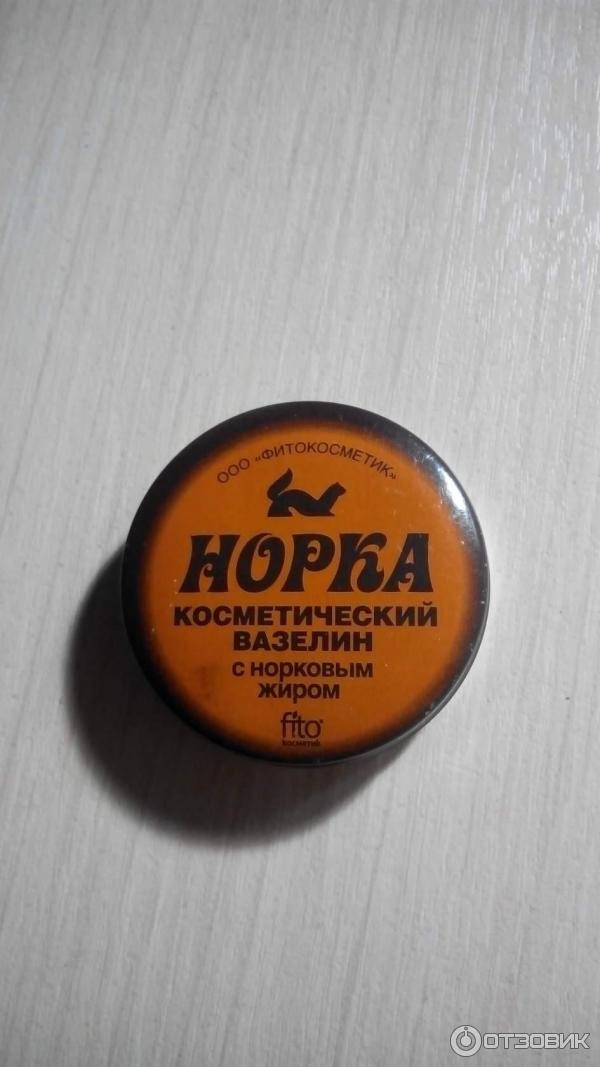 ООО «ФИТОКОСМЕТИК»
НОРКА
КОСМЕТИЧЕСКИЙ
ВАЗЕЛИН
С НОРКОВЫМ
ЖИРОМ
fito®
косметик
ОТЗОВИК